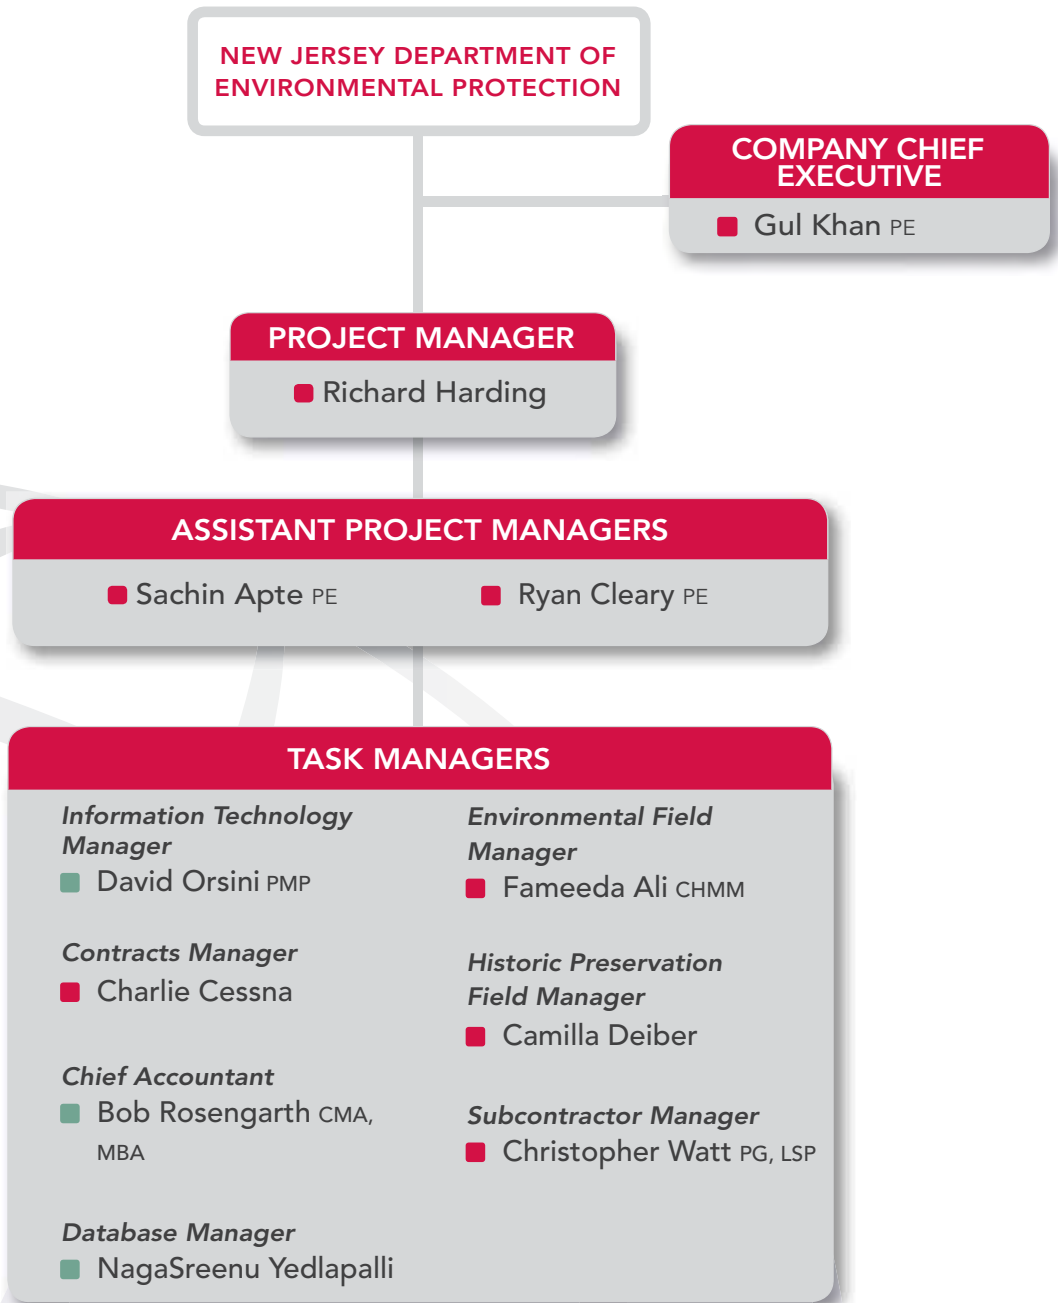 NEW JERSEY DEPARTMENT OF
ENVIRONMENTAL PROTECTION
COMPANY CHIEF
EXECUTIVE
Gul Khan PE
PROJECT MANAGER
Richard Harding
ASSISTANT PROJECT MANAGERS
Sachin Apte PE
Ryan Cleary PE
TASK MANAGERS
Information Technology
Manager
David Orsini PMP
Contracts Manager
Charlie Cessna
Chief Accountant
Bob Rosengarth CMA,
MBA
Database Manager
NagaSreenu Yedlapalli
Environmental Field
Manager
Fameeda Ali CHMM
Historic Preservation
Field Manager
Camilla Deiber
Subcontractor Manager
Christopher Watt PG, LSP